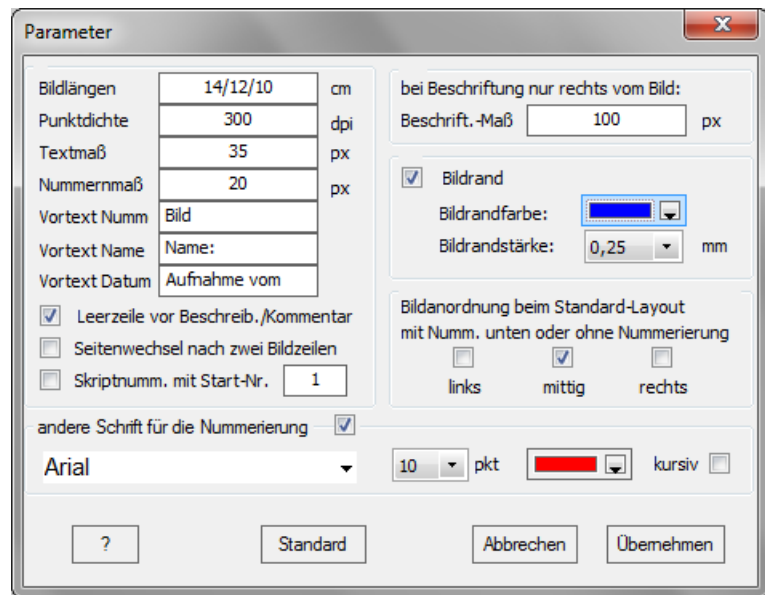 Parameter
X
Bildlängen 14/12/10 cm
Punktdichte 300 dpi
Textmaß 35 px
Nummernmaß 20 px
Vortext Numm Bild
Vortext Name Name:
Vortext Datum Aufnahme vom
Leerzeile vor Beschreib./Kommentar
Seitenwechsel nach zwei Bildzeilen
Skriptnumm. mit Start-Nr. 1
bei Beschriftung nur rechts vom Bild:
Beschrift.-Maß 100 px
Bildrand
Bildrandfarbe:
Bildrandstärke: 0,25 mm
Bildanordnung beim Standard-Layout
mit Numm. unten oder ohne Nummerierung
links mittig rechts
andere Schrift für die Nummerierung
Arial 10 pkt kursiv
? Standard Abbrechen Übernehmen